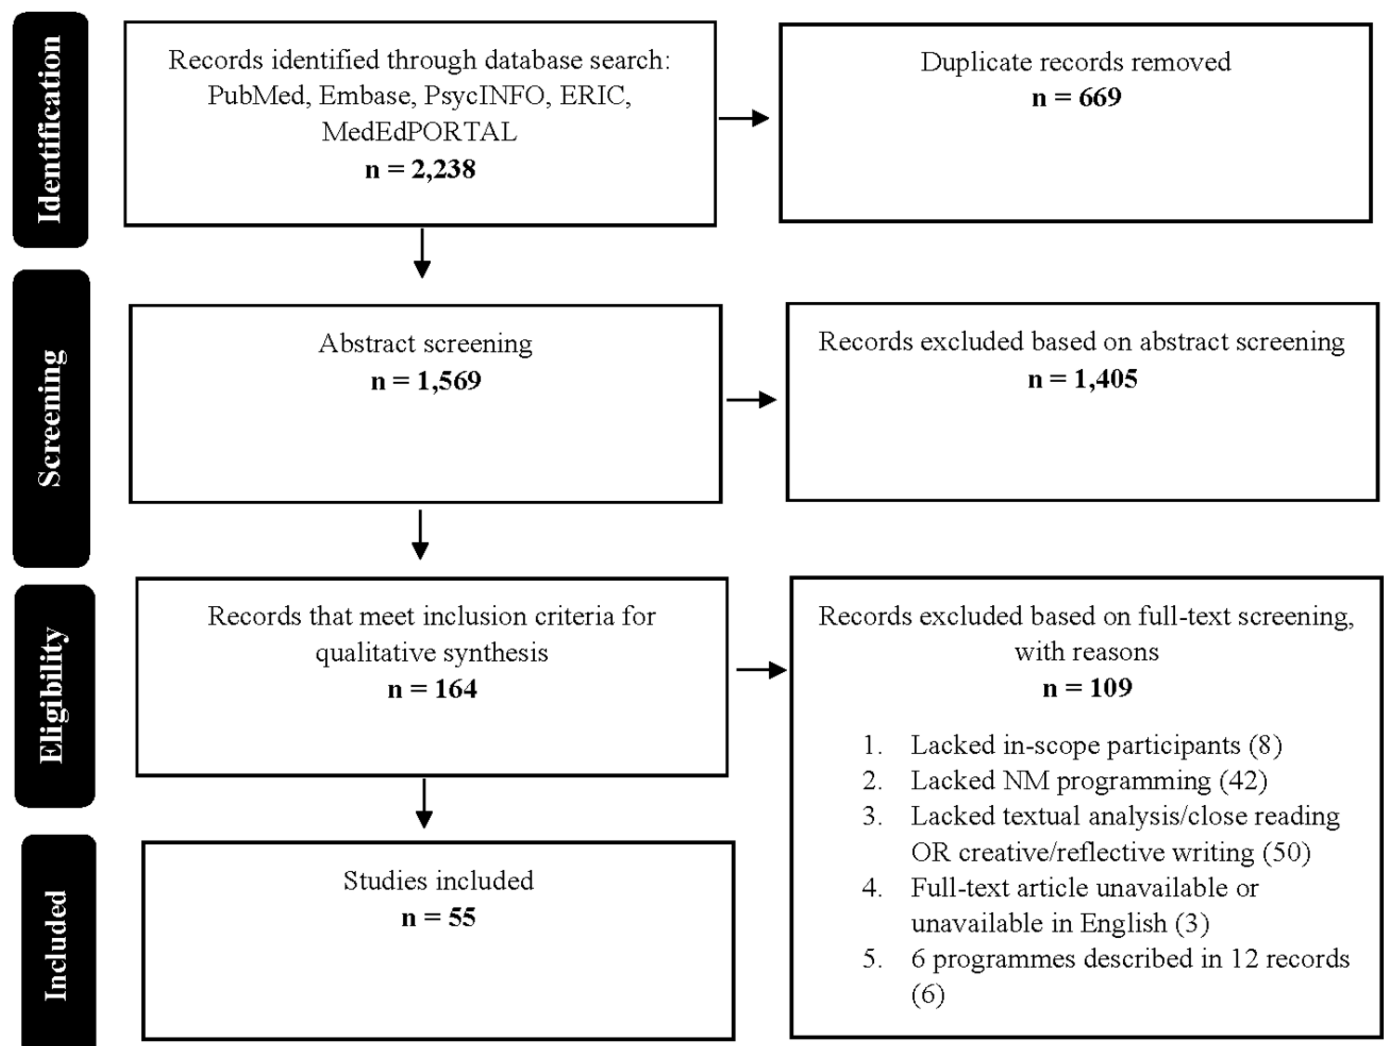 Identification
Records identified through database search:
PubMed, Embase, PsycINFO, ERIC,
MedEdPORTAL
n = 2,238
Duplicate records removed
n = 669
Screening
Abstract screening
n = 1,569
Records excluded based on abstract screening
n = 1,405
Eligibility
Records that meet inclusion criteria for
qualitative synthesis
n = 164
Records excluded based on full-text screening,
with reasons
n = 109
1. Lacked in-scope participants (8)
2. Lacked NM programming (42)
3. Lacked textual analysis/close reading
OR creative/reflective writing (50)
4. Full-text article unavailable or
unavailable in English (3)
5. 6 programmes described in 12 records
(6)
Included
Studies included
n = 55